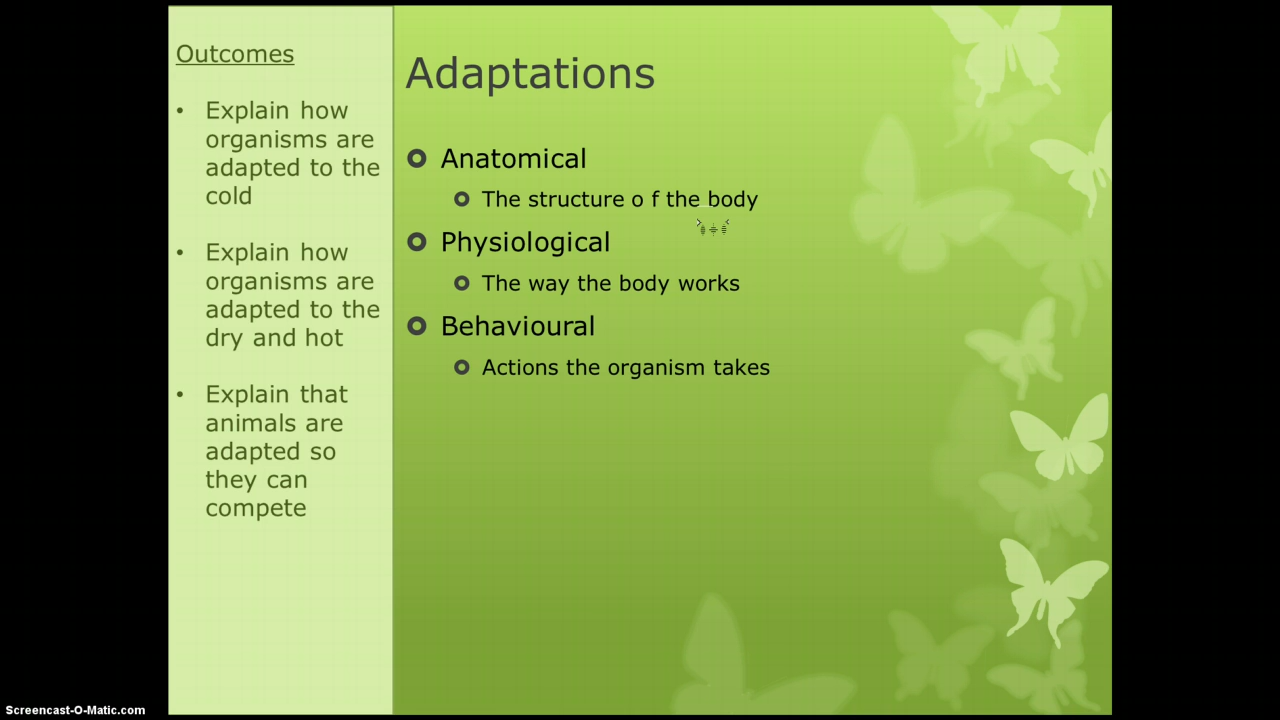 Outcomes
• Explain how
organisms are
adapted to the
cold
• Explain how
organisms are
adapted to the
dry and hot
• Explain that
animals are
adapted so
they can
compete
Adaptations
Anatomical
The structure o f the body
Physiological
The way the body works
Behavioural
Actions the organism takes
Screencast-O-Matic.com